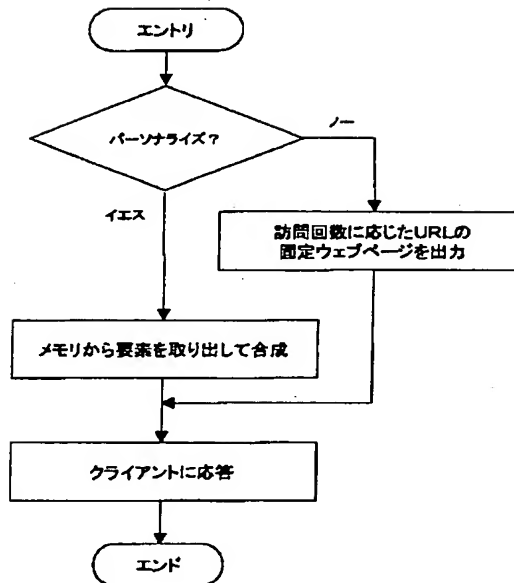 エントリ
パーソナライズ?
ノー
イエス
訪問回数に応じたURLの
固定ウェブページを出力
メモリから要素を取り出して合成
クライアントに応答
エンド